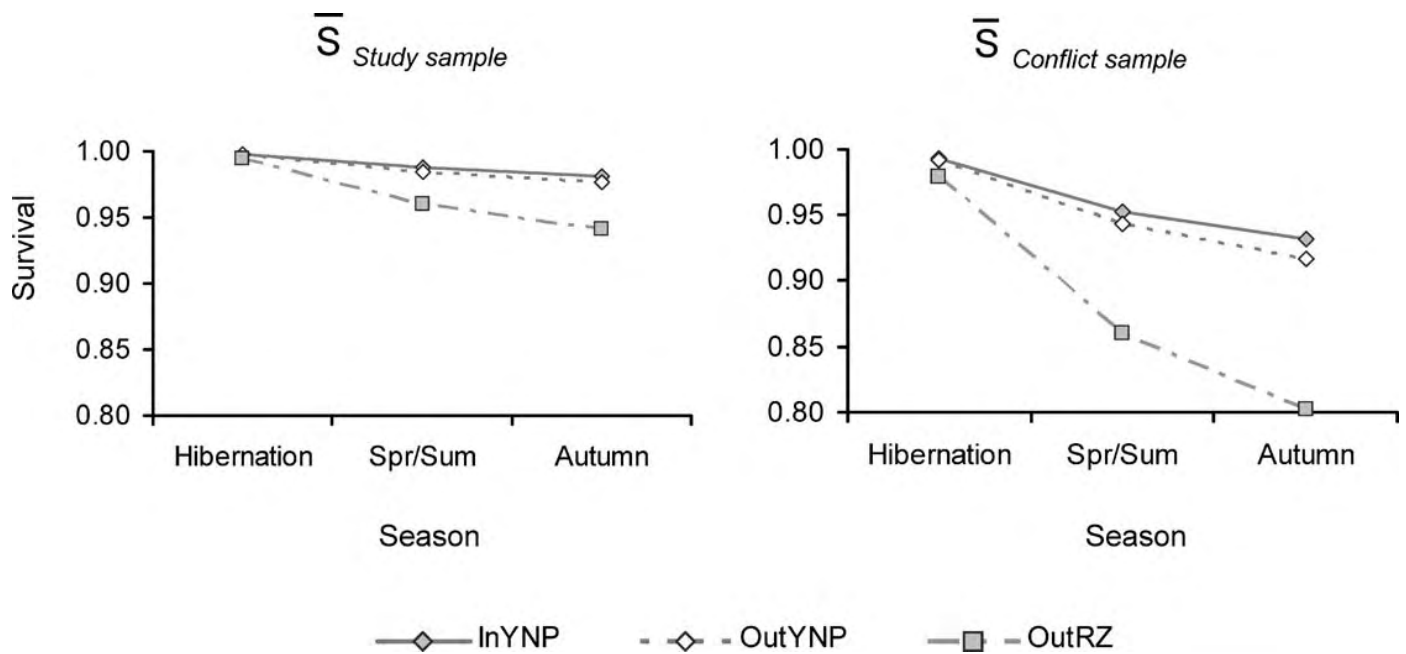 S̅ Study sample
1.00
0.95
0.90
0.85
0.80
Survival
Hibernation Spr/Sum Autumn
Season
S̅ Conflict sample
1.00
0.95
0.90
0.85
0.80
Hibernation Spr/Sum Autumn
Season
InYNP OutYNP OutRZ